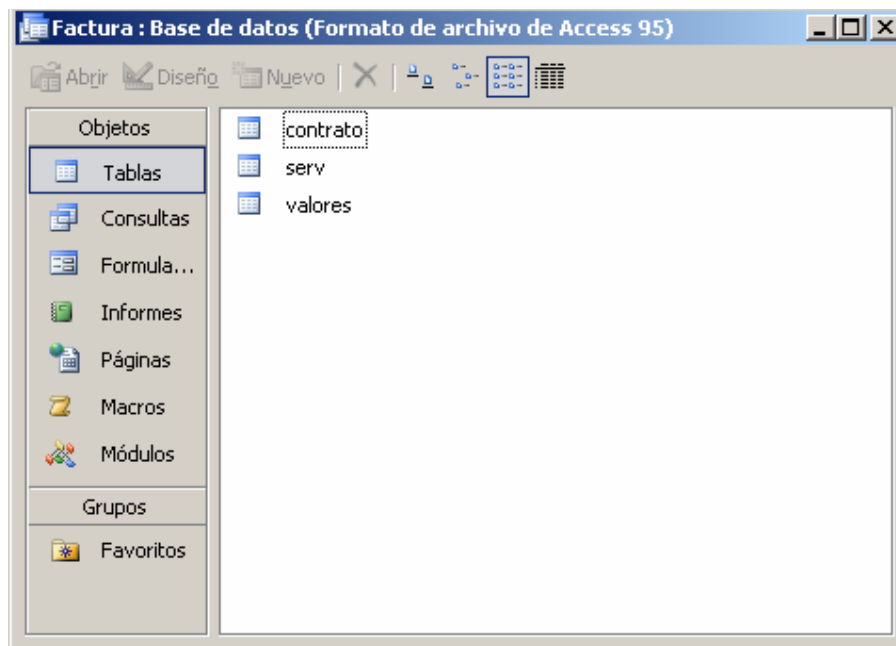 Factura : Base de datos (Formato de archivo de Access 95)
Abrir Diseño Nuevo
Objetos
Tablas
Consultas
Formula...
Informes
Páginas
Macros
Módulos
Grupos
Favoritos
contrato
serv
valores